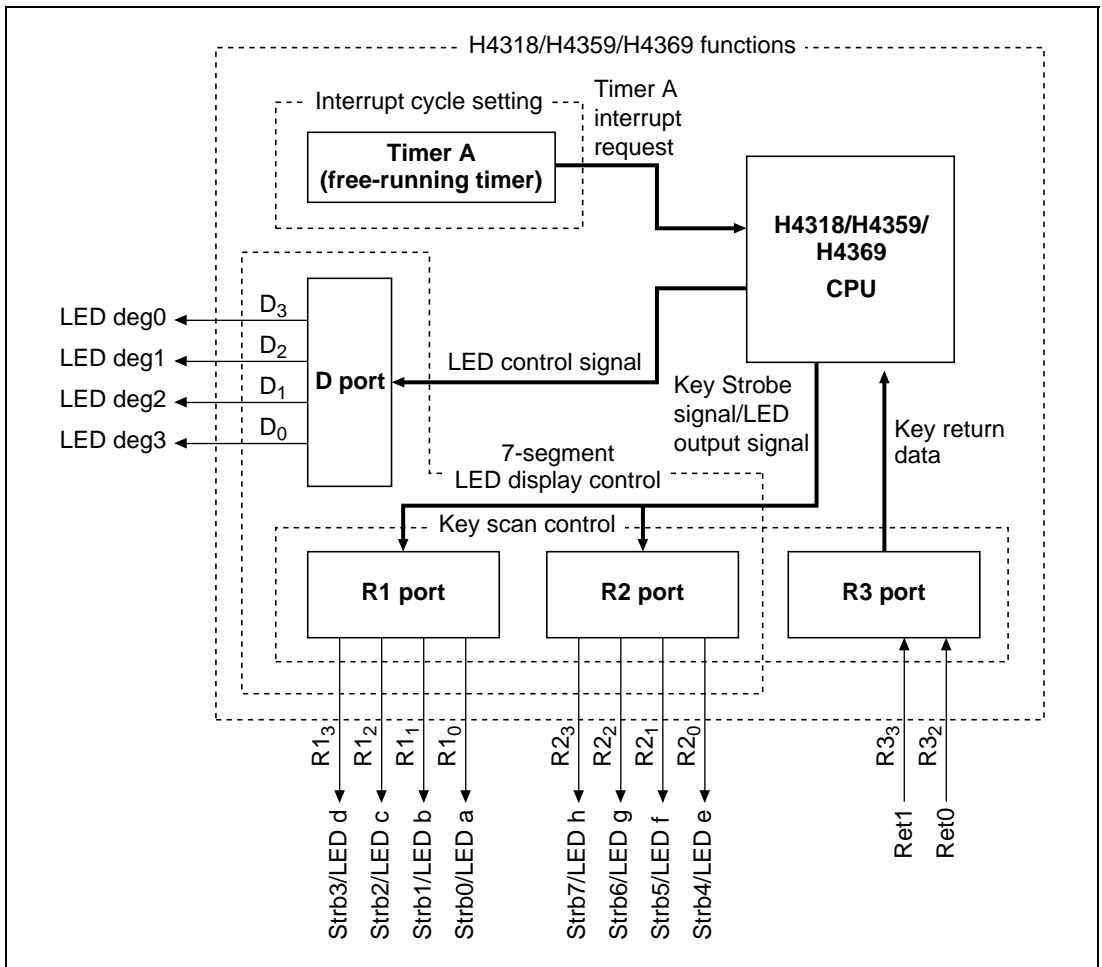 H4318/H4359/H4369 functions
Interrupt cycle setting
Timer A
(free-running timer)
Timer A
interrupt
request
H4318/H4359/
H4369
CPU
LED deg0
LED deg1
LED deg2
LED deg3
D3
D2
D1
D0
D port
LED control signal
Key Strobe
signal/LED
output signal
Key return
data
7-segment
LED display control
Key scan control
R1 port
R2 port
R3 port
R13
R12
R11
R10
R23
R22
R21
R20
R33
R32
Strb3/LED d
Strb2/LED c
Strb1/LED b
Strb0/LED a
Strb7/LED h
Strb6/LED g
Strb5/LED f
Strb4/LED e
Ret1
Ret0